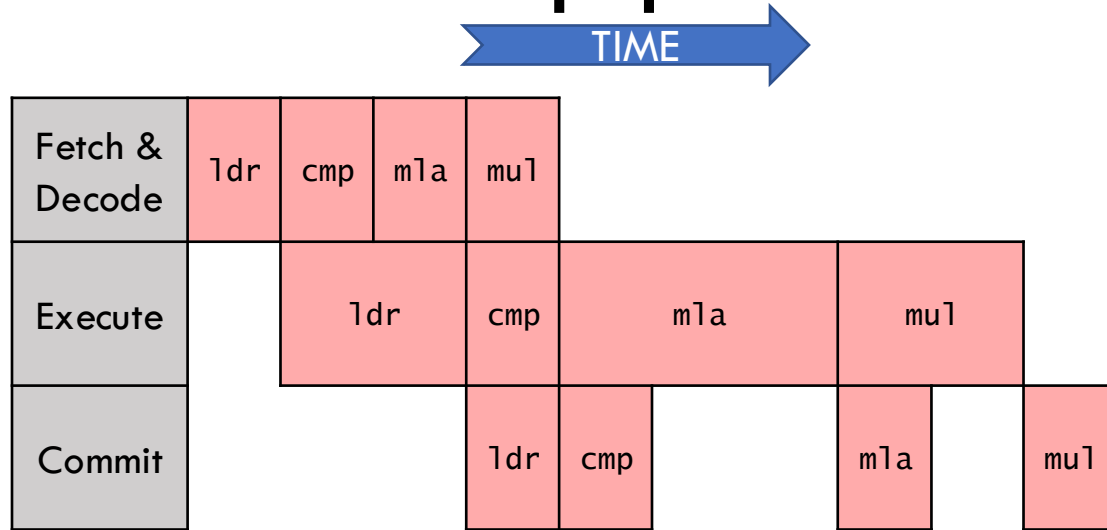 TIME
Fetch &
Decode
ldr
cmp
mla
mul
Execute
ldr
cmp
mla
mul
Commit
ldr
cmp
mla
mul